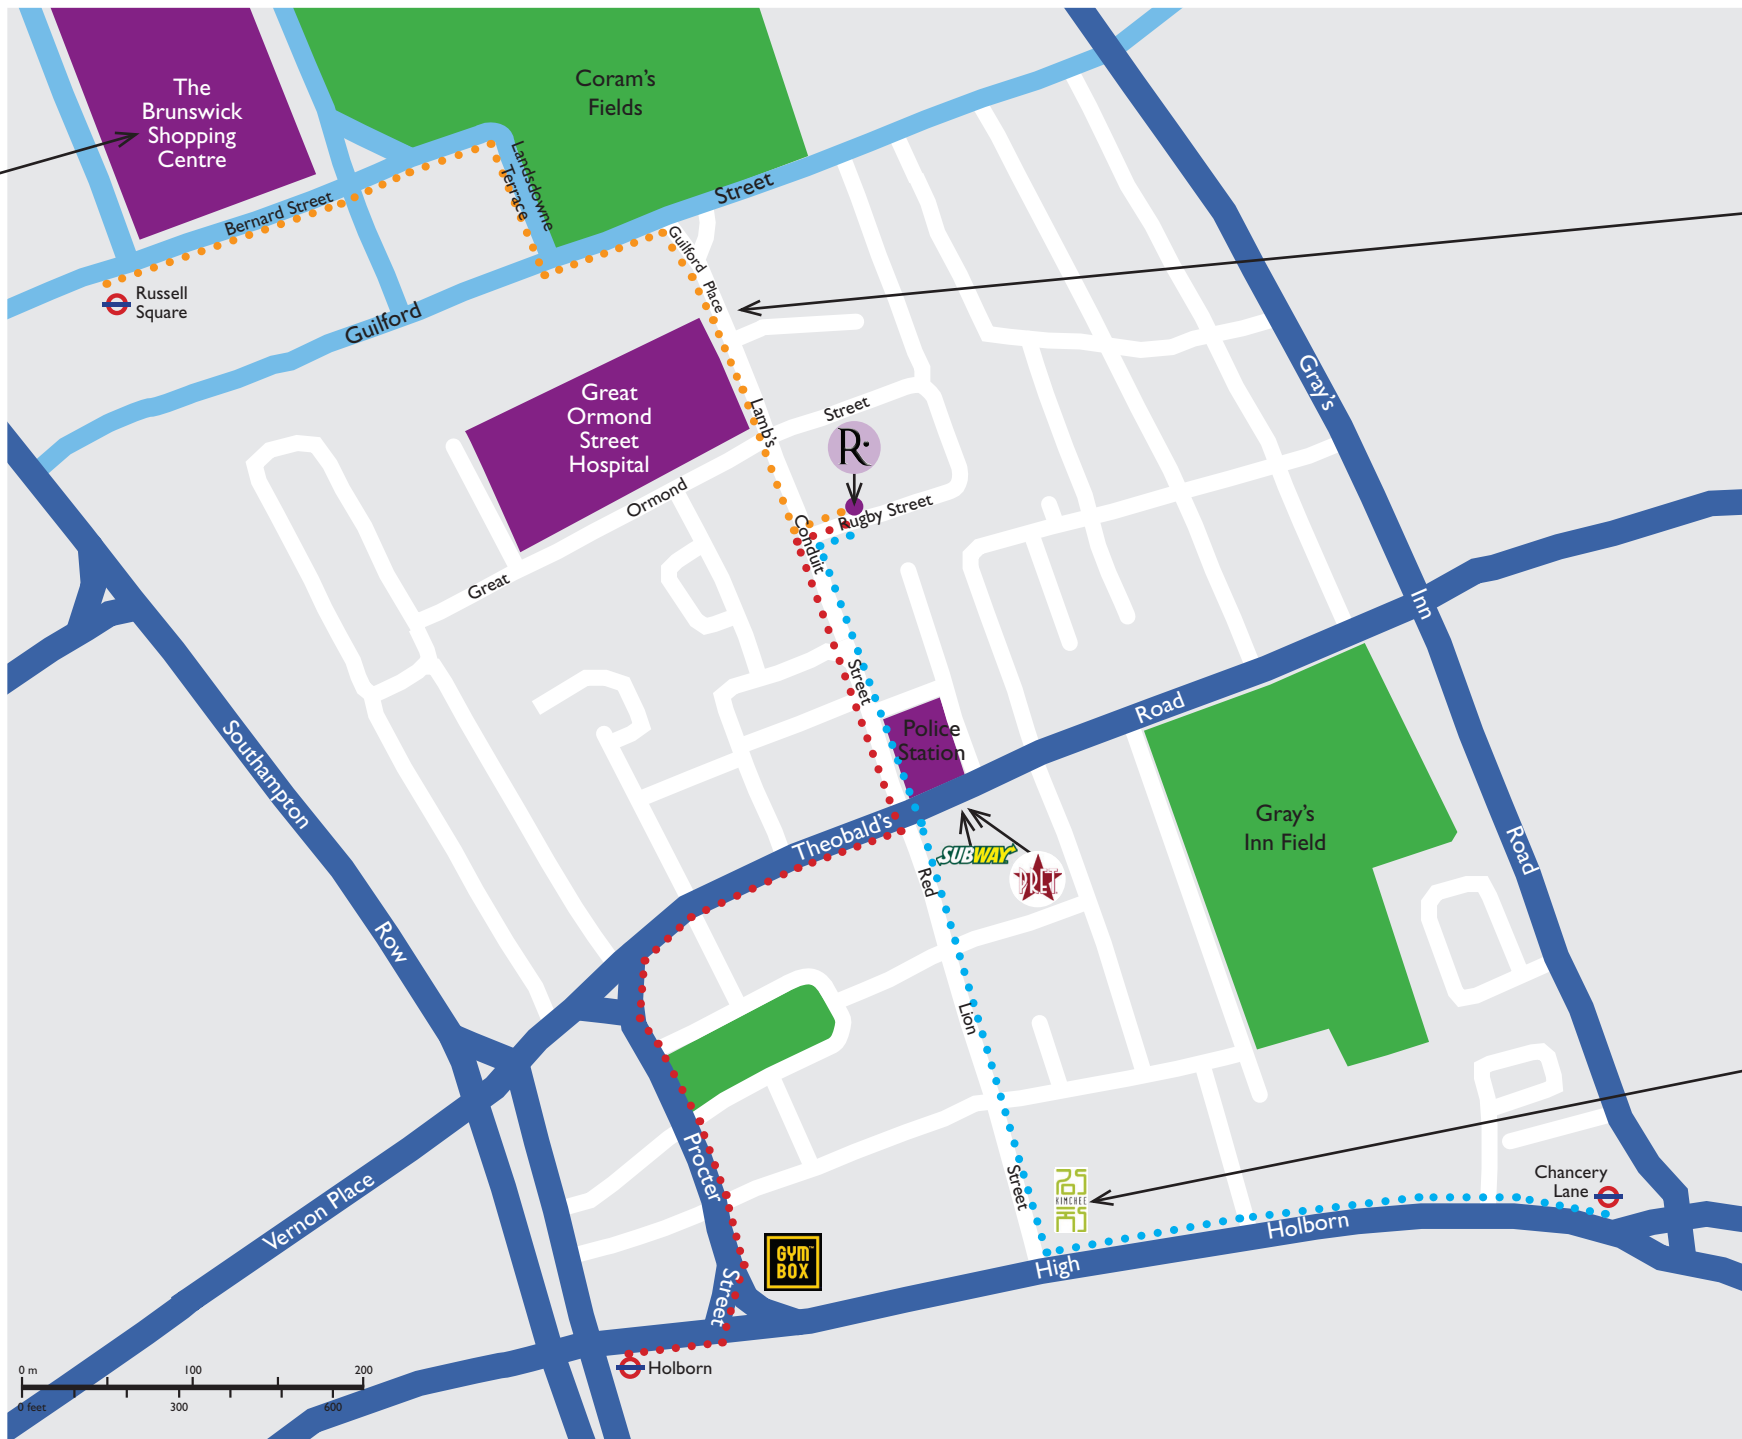 The
Brunswick
Shopping
Centre
Coram's
Fields
Bernard Street
Landsdowne
Terrace
Street
Guilford
Place
Russell
Square
Guilford
Great
Ormond
Street
Hospital
Lamb's
Street
R
Rugby Street
Ormond
Great
Conduit
Street
Gray's
Inn
Road
Southampton
Row
Police
Station
Road
Theobald's
SUBWAY
PRET
Gray's
Inn Field
Red
Lion
Street
Procter
Street
Vernon Place
GYM
BOX
KIMCHEE
Chancery
Lane
Holborn
High
Holborn
0 m 100 200
0 feet 300 600